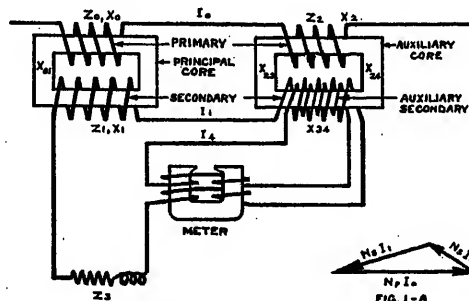 Z0, X0
I0
Z2
X2
PRIMARY
PRINCIPAL
CORE
AUXILIARY
CORE
X01
X23
X24
SECONDARY
AUXILIARY
SECONDARY
Z1, X1
I1
X34
I4
METER
Z3
NsI1
NPI0
FIG. 1-A